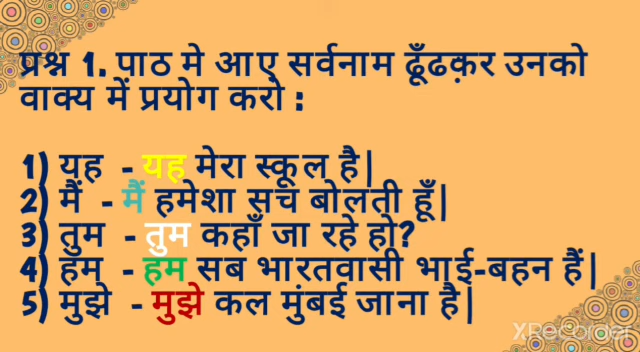 प्रश्न 1. पाठ मे आए सर्वनाम ढूँढक़र उनको
वाक्य में प्रयोग करो :
1) यह - यह मेरा स्कूल है|
2) मैं - मैं हमेशा सच बोलती हूँ|
3) तुम - तुम कहाँ जा रहे हो?
4) हम - हम सब भारतवासी भाई-बहन हैं|
5) मुझे - मुझे कल मुंबई जाना है|
XRecorder